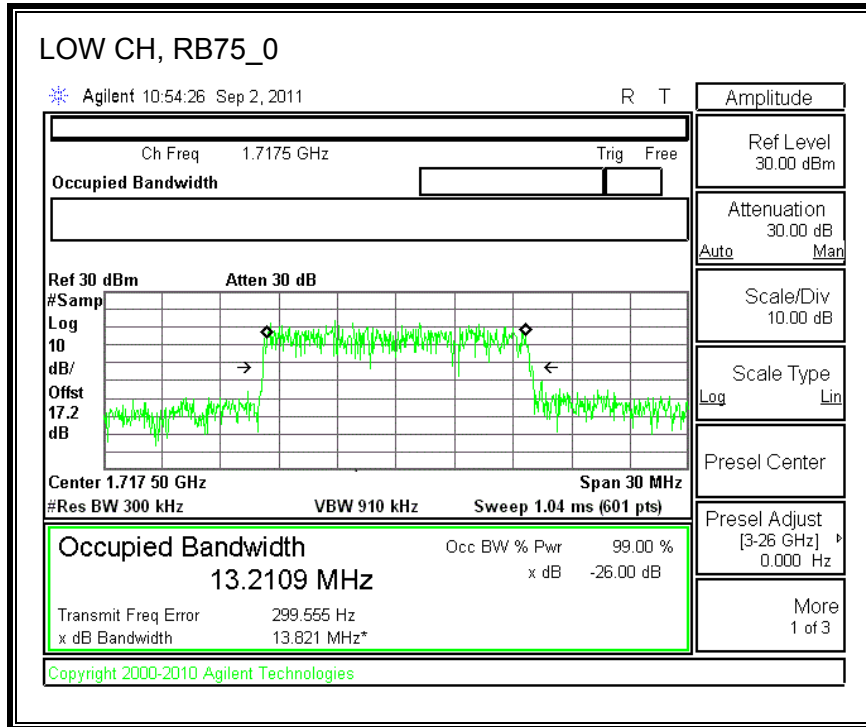 LOW CH, RB75_0
Agilent 10:54:26 Sep 2, 2011 R T
Ch Freq 1.7175 GHz Trig Free
Occupied Bandwidth
Ref 30 dBm Atten 30 dB
#Samp
Log
10
dB/
Offst
17.2
dB
Center 1.717 50 GHz Span 30 MHz
#Res BW 300 kHz VBW 910 kHz Sweep 1.04 ms (601 pts)
Occupied Bandwidth Occ BW % Pwr 99.00 %
13.2109 MHz x dB -26.00 dB
Transmit Freq Error 299.555 Hz
x dB Bandwidth 13.821 MHz*
Copyright 2000-2010 Agilent Technologies
Amplitude
Ref Level
30.00 dBm
Attenuation
30.00 dB
Auto Man
Scale/Div
10.00 dB
Scale Type
Log Lin
Presel Center
Presel Adjust
[3-26 GHz]
0.000 Hz
More
1 of 3